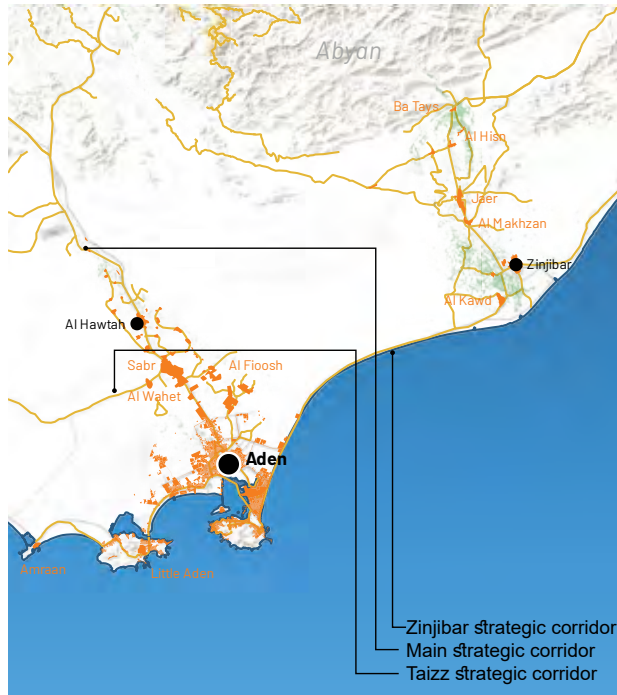 Abyan
Ba Tays
Al Hisn
Jaer
Al Makhzan
Zinjibar
Al Kawd
Al Hawtah
Sabr
Al Fioosh
Al Wahet
Aden
Amraan
Little Aden
Zinjibar strategic corridor
Main strategic corridor
Taizz strategic corridor